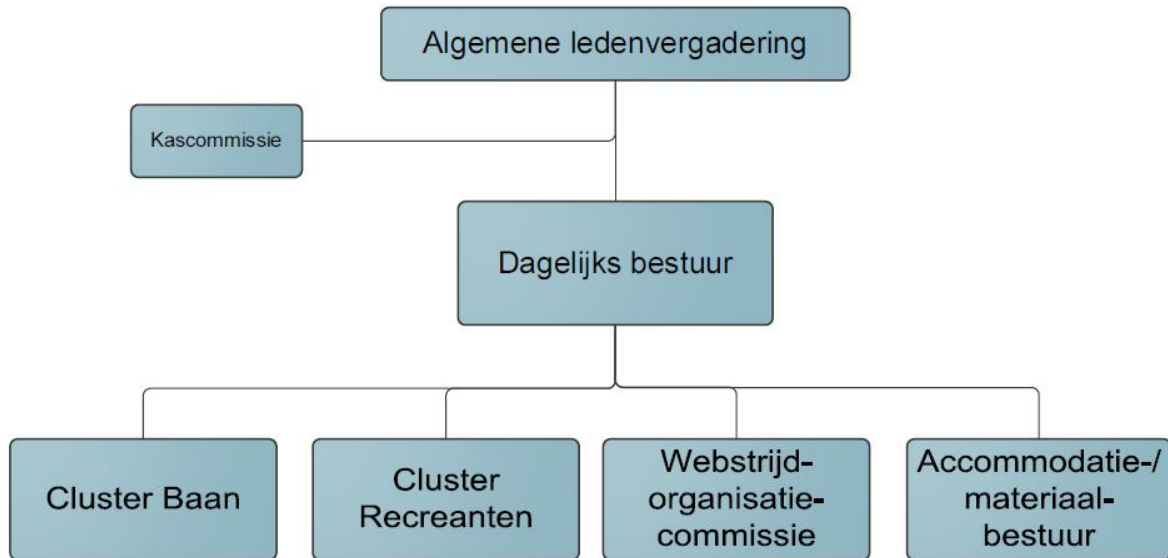 Algemene ledenvergadering
Kascommissie
Dagelijks bestuur
Cluster Baan
Cluster
Recreanten
Webstrijd-
organisatie-
commissie
Accommodatie-/
materiaal-
bestuur